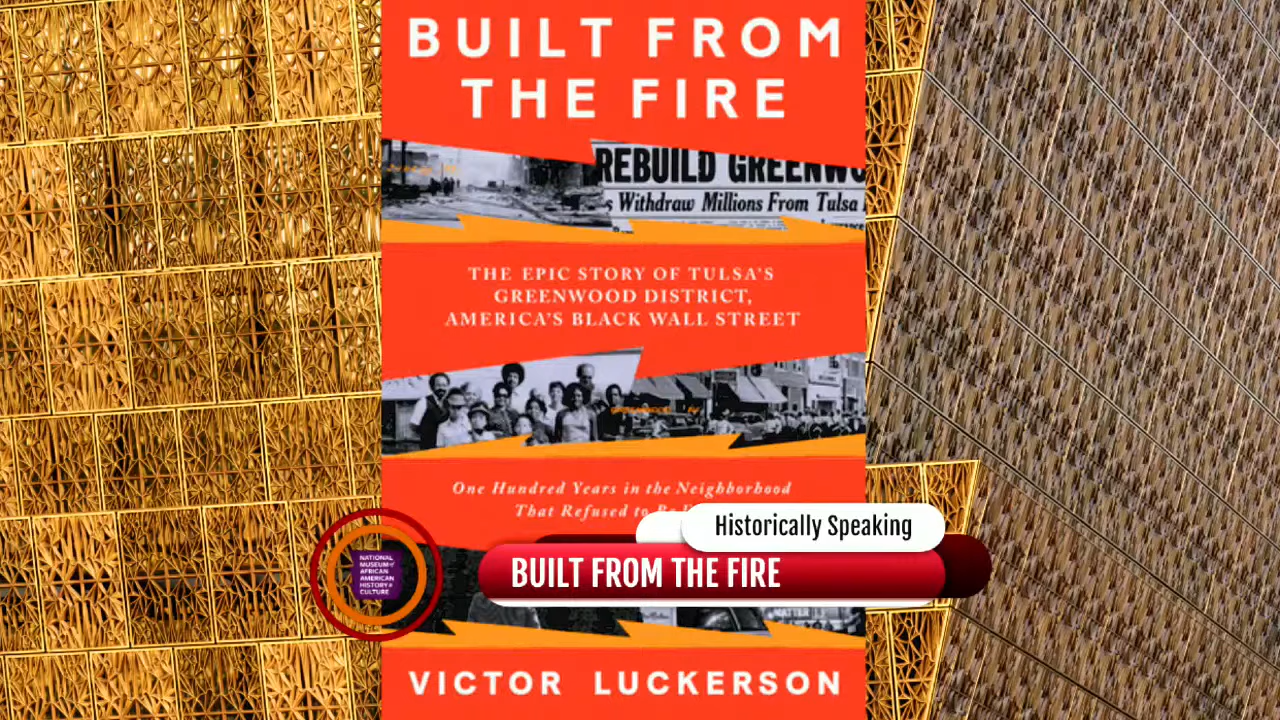 BUILT FROM
THE FIRE
REBUILD GREENWO
s Withdraw Millions From Tulsa
THE EPIC STORY OF TULSA'S
GREENWOOD DISTRICT,
AMERICA'S BLACK WALL STREET
One Hundred Years in the Neighborhood
That Refused to
Historically Speaking
BUILT FROM THE FIRE
NATIONAL
MUSEUM of
AFRICAN
AMERICAN
HISTORY &
CULTURE
VICTOR LUCKERSON